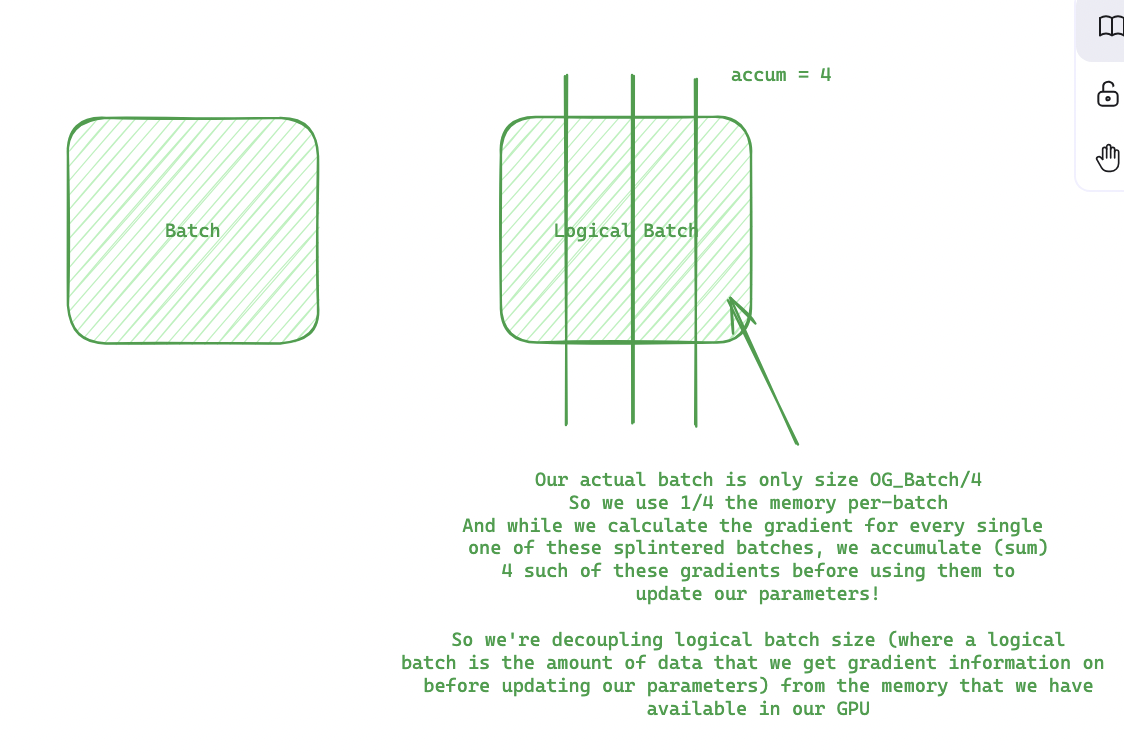 accum = 4
Batch
Logical Batch
Our actual batch is only size OG_Batch/4
So we use 1/4 the memory per-batch
And while we calculate the gradient for every single
one of these splintered batches, we accumulate (sum)
4 such of these gradients before using them to
update our parameters!
So we're decoupling logical batch size (where a logical
batch is the amount of data that we get gradient information on
before updating our parameters) from the memory that we have
available in our GPU